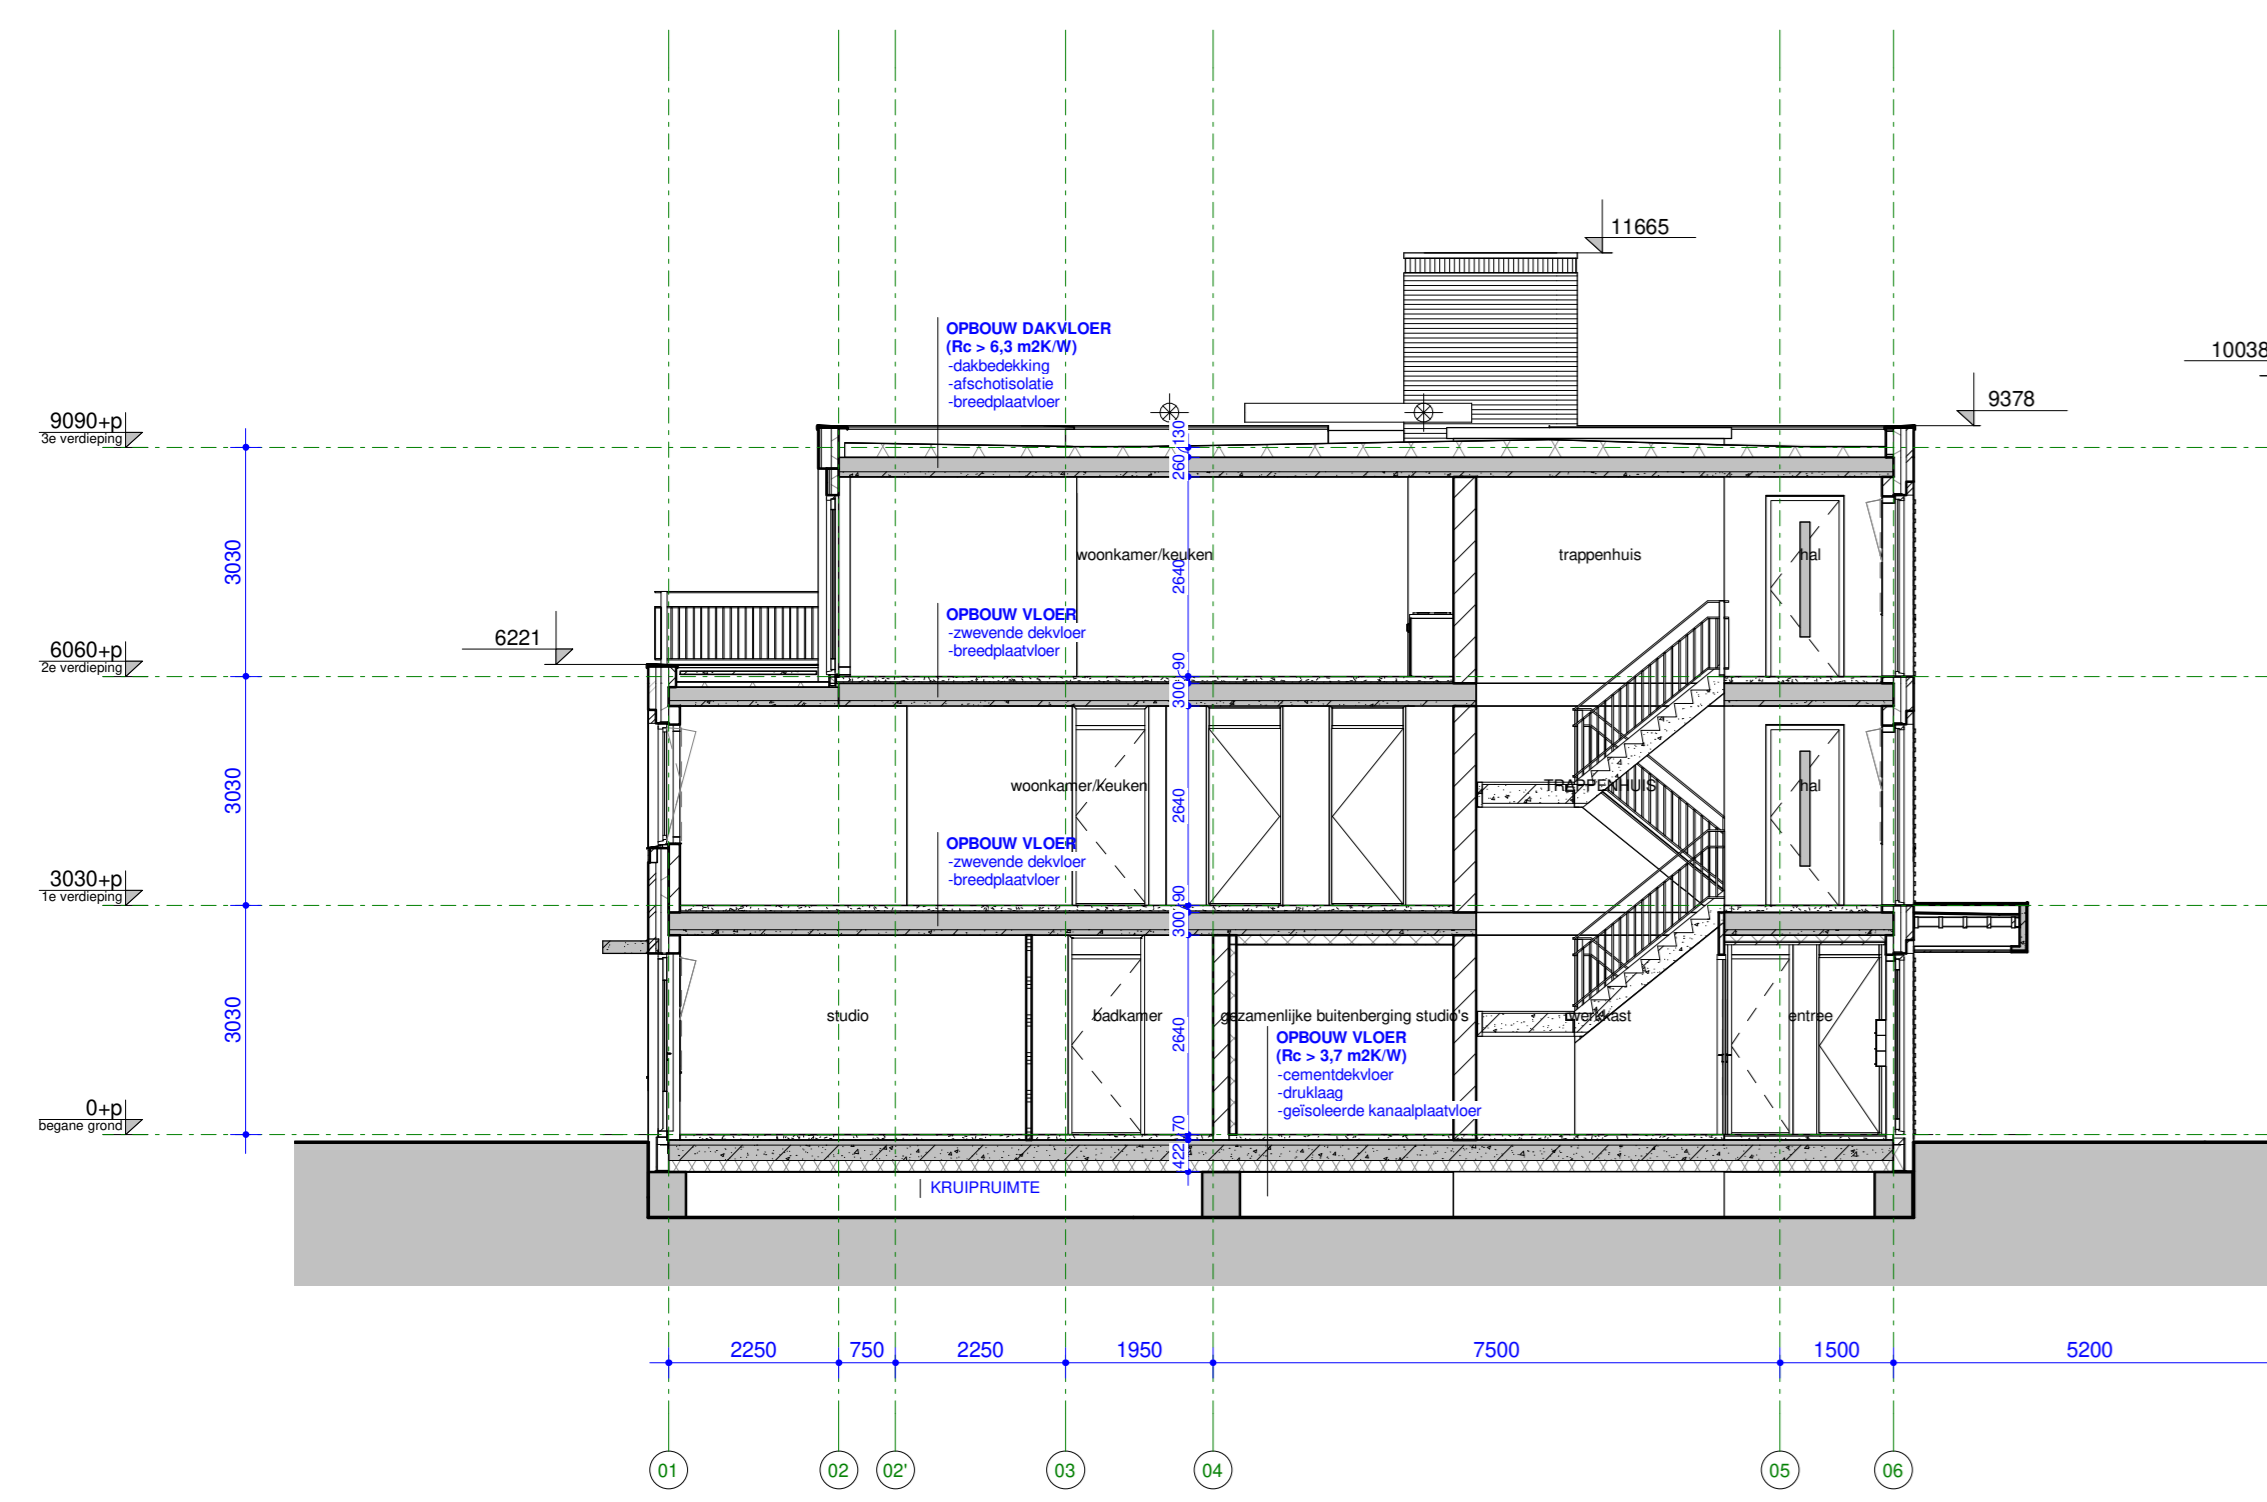 11665
10038
9378
OPBOUW DAKVLOER
(Rc > 6,3 m2K/W)
-dakbedekking
-afschotisolatie
-breedplaatvloer
9090+p
3e verdieping
130
260
3030
woonkamer/keuken
trappenhuis
hal
2640
OPBOUW VLOER
-zwevende dekvloer
-breedplaatvloer
6221
6060+p
2e verdieping
90
300
3030
woonkamer/keuken
TRAPPENHUIS
hal
2640
OPBOUW VLOER
-zwevende dekvloer
-breedplaatvloer
3030+p
1e verdieping
90
300
3030
studio
badkamer
gezamenlijke buitenberging studio's
werkkast
entree
2640
OPBOUW VLOER
(Rc > 3,7 m2K/W)
-cementdekvloer
-druklaag
-geïsoleerde kanaalplaatvloer
0+p
begane grond
70
422
KRUIPRUIMTE
2250 750 2250 1950 7500 1500 5200
01 02 02' 03 04 05 06